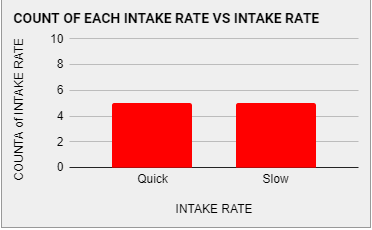 COUNT OF EACH INTAKE RATE VS INTAKE RATE
COUNTA of INTAKE RATE
10
8
6
4
2
0
Quick Slow
INTAKE RATE